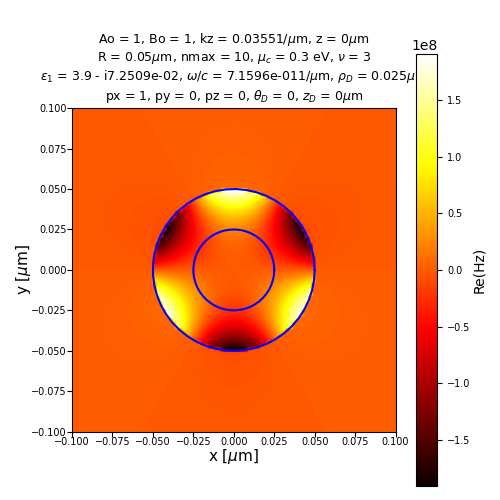 Ao = 1, Bo = 1, kz = 0.03551/μm, z = 0μm
R = 0.05μm, nmax = 10, μ_c = 0.3 eV, ν = 3
ε₁ = 3.9 - i7.2509e-02, ω/c = 7.1596e-011/μm, ρ_D = 0.025μ
px = 1, py = 0, pz = 0, θ_D = 0, z_D = 0μm
1e8
0.100
0.075
0.050
0.025
0.000
−0.025
−0.050
−0.075
−0.100
y [μm]
−0.100 −0.075 −0.050 −0.025 0.000 0.025 0.050 0.075 0.100
x [μm]
1.5
1.0
0.5
0.0
−0.5
−1.0
−1.5
Re(Hz)